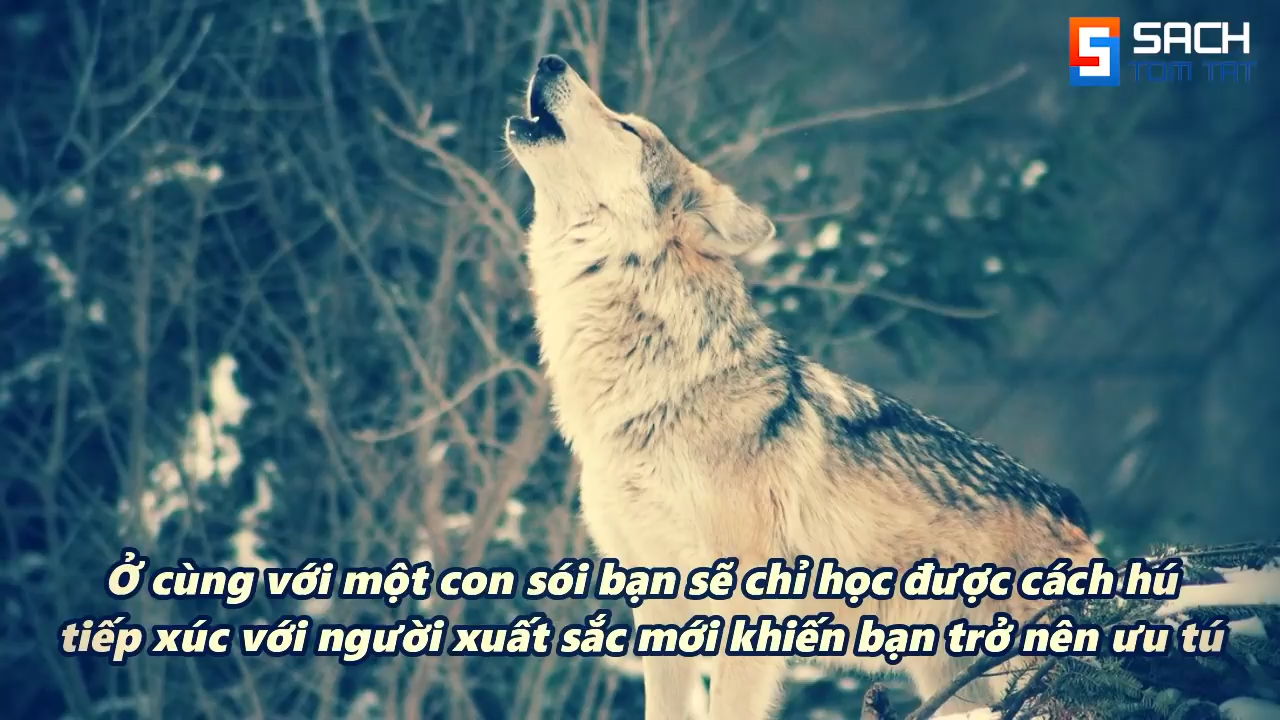 SACH
TOM TAT
Ở cùng với một con sói bạn sẽ chỉ học được cách hú
tiếp xúc với người xuất sắc mới khiến bạn trở nên ưu tú